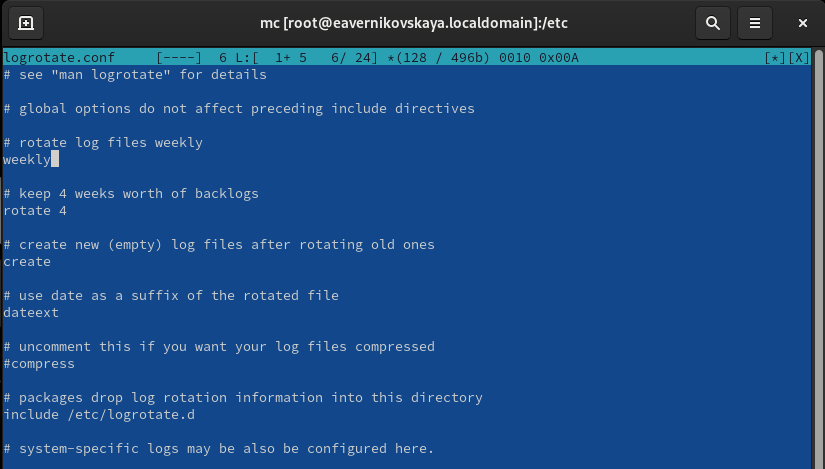 mc [root@eavernikovskaya.localdomain]:/etc
logrotate.conf [----] 6 L:[ 1+ 5 6/ 24] *(128 / 496b) 0010 0x00A [*][X]
# see "man logrotate" for details
# global options do not affect preceding include directives
# rotate log files weekly
weekly
# keep 4 weeks worth of backlogs
rotate 4
# create new (empty) log files after rotating old ones
create
# use date as a suffix of the rotated file
dateext
# uncomment this if you want your log files compressed
#compress
# packages drop log rotation information into this directory
include /etc/logrotate.d
# system-specific logs may be also be configured here.